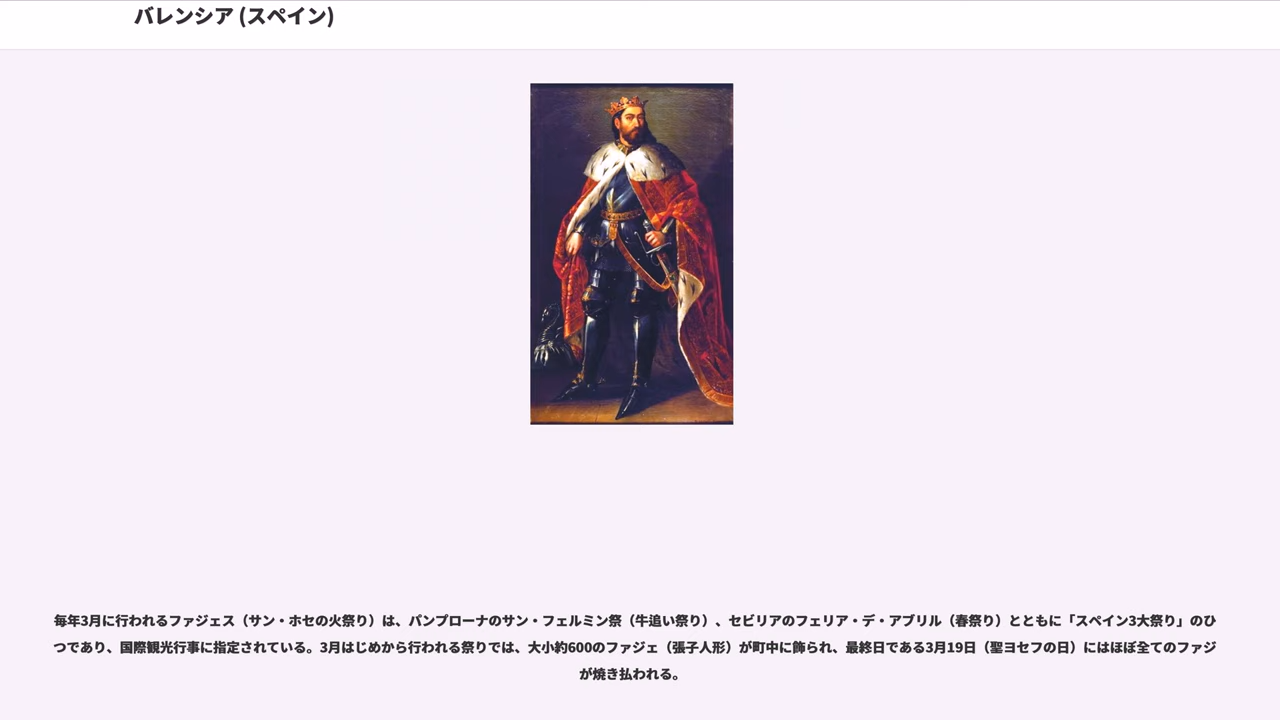 バレンシア (スペイン)
毎年3月に行われるファジェス（サン・ホセの火祭り）は、パンプローナのサン・フェルミン祭（牛追い祭り）、セビリアのフェリア・デ・アブリル（春祭り）とともに「スペイン3大祭り」のひ
つであり、国際観光行事に指定されている。3月はじめから行われる祭りでは、大小約600のファジェ（張子人形）が町中に飾られ、最終日である3月19日（聖ヨセフの日）にはほぼ全てのファジ
が焼き払われる。